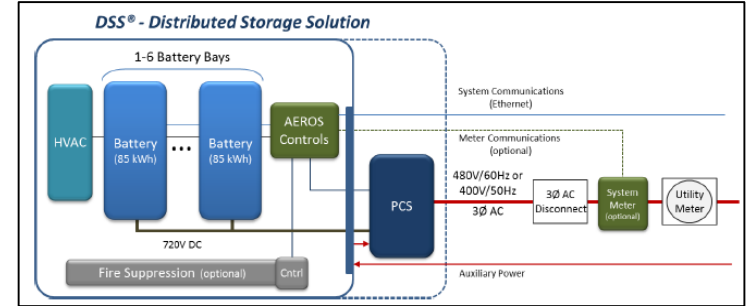 DSS® - Distributed Storage Solution
1-6 Battery Bays
System Communications
(Ethernet)
HVAC
Battery
(85 kWh)
Battery
(85 kWh)
AEROS
Controls
Meter Communications
(optional)
PCS
480V/60Hz or
400V/50Hz
3Ø AC
3Ø AC
Disconnect
System
Meter
(optional)
Utility
Meter
720V DC
Fire Suppression (optional)
Cntrl
Auxiliary Power